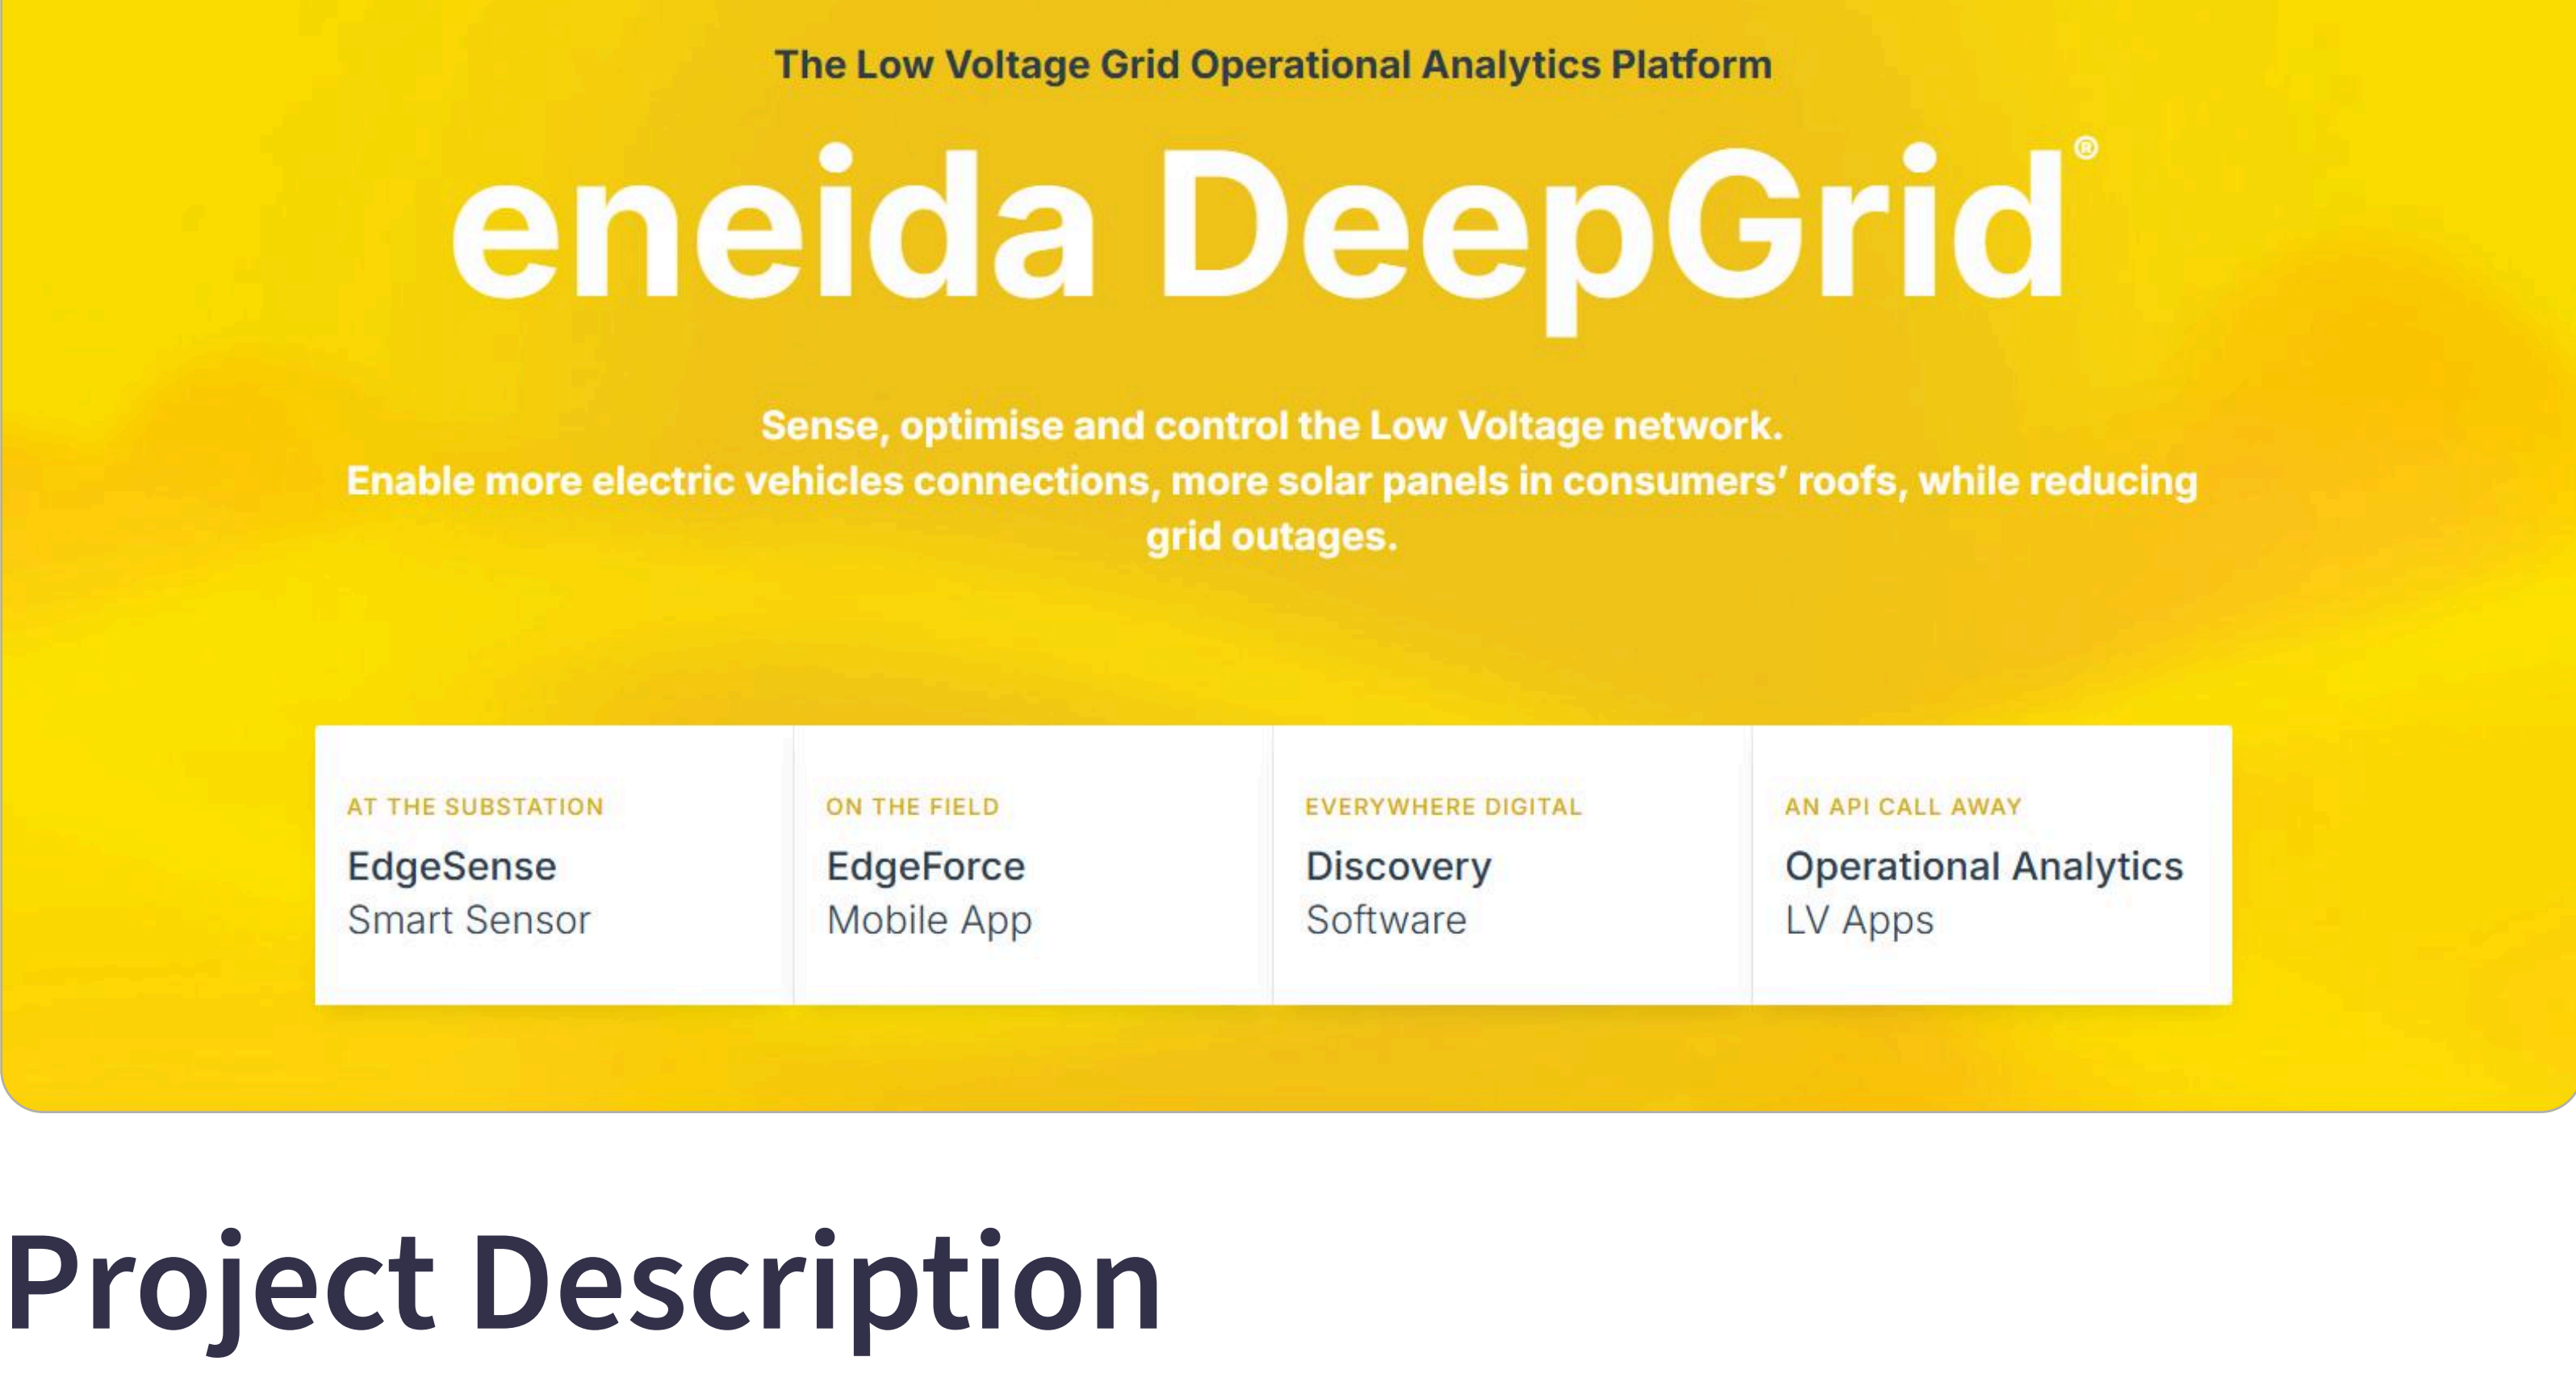 The Low Voltage Grid Operational Analytics Platform
eneida DeepGrid®
Sense, optimise and control the Low Voltage network.
Enable more electric vehicles connections, more solar panels in consumers’ roofs, while reducing
grid outages.
AT THE SUBSTATION
EdgeSense
Smart Sensor
ON THE FIELD
EdgeForce
Mobile App
EVERYWHERE DIGITAL
Discovery
Software
AN API CALL AWAY
Operational Analytics
LV Apps
Project Description